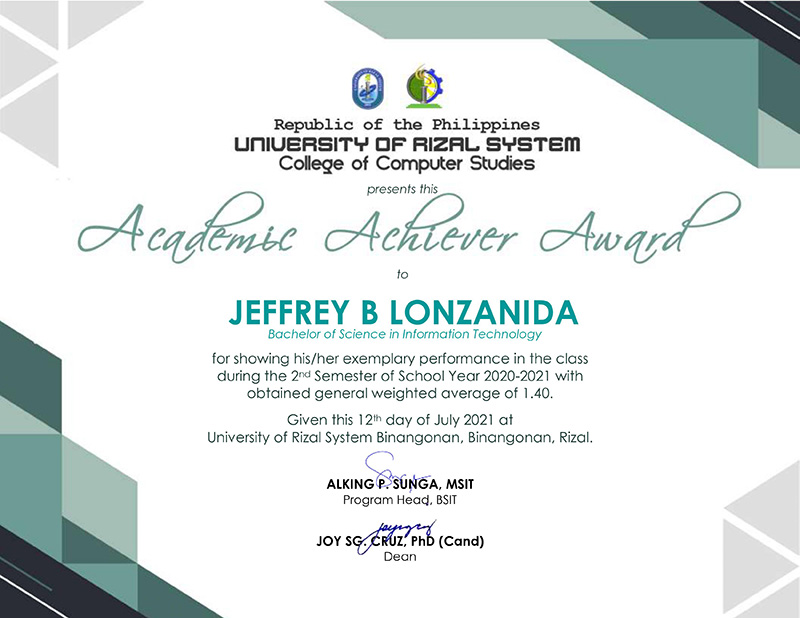 Republic of the Philippines
UNIVERSITY OF RIZAL SYSTEM
College of Computer Studies
presents this
Academic Achiever Award
to
JEFFREY B LONZANIDA
Bachelor of Science in Information Technology
for showing his/her exemplary performance in the class
during the 2nd Semester of School Year 2020-2021 with
obtained general weighted average of 1.40.
Given this 12th day of July 2021 at
University of Rizal System Binangonan, Binangonan, Rizal.
ALKING P. SUNGA, MSIT
Program Head, BSIT
JOY SG. CRUZ, PhD (Cand)
Dean